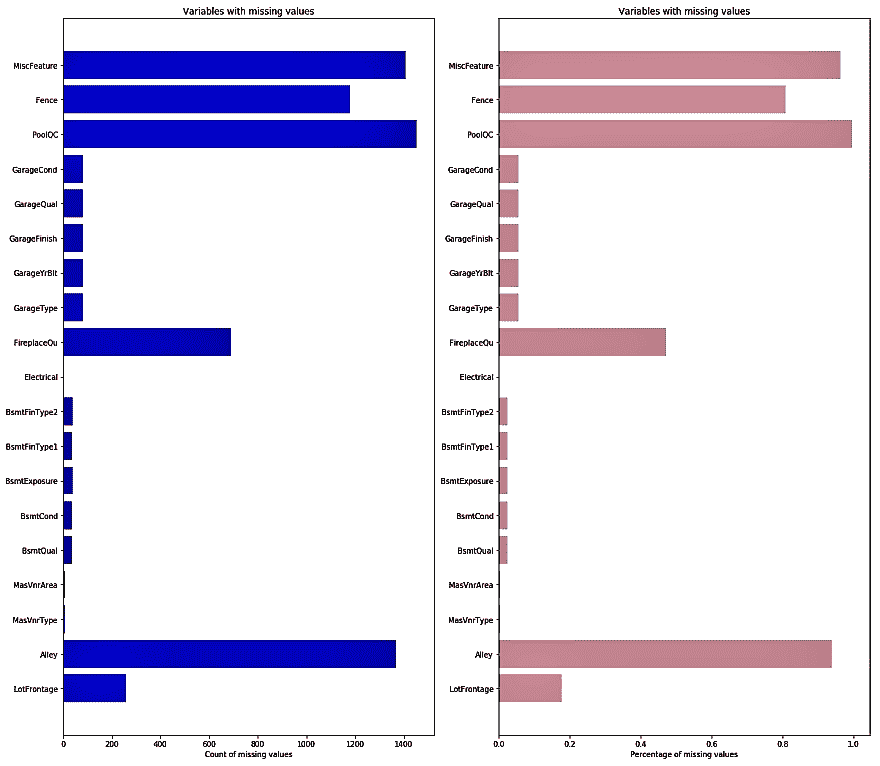 Variables with missing values
MiscFeature
Fence
PoolQC
GarageCond
GarageQual
GarageFinish
GarageYrBlt
GarageType
FireplaceQu
Electrical
BsmtFinType2
BsmtFinType1
BsmtExposure
BsmtCond
BsmtQual
MasVnrArea
MasVnrType
Alley
LotFrontage
0 200 400 600 800 1000 1200 1400
Count of missing values
Variables with missing values
MiscFeature
Fence
PoolQC
GarageCond
GarageQual
GarageFinish
GarageYrBlt
GarageType
FireplaceQu
Electrical
BsmtFinType2
BsmtFinType1
BsmtExposure
BsmtCond
BsmtQual
MasVnrArea
MasVnrType
Alley
LotFrontage
0.0 0.2 0.4 0.6 0.8 1.0
Percentage of missing values